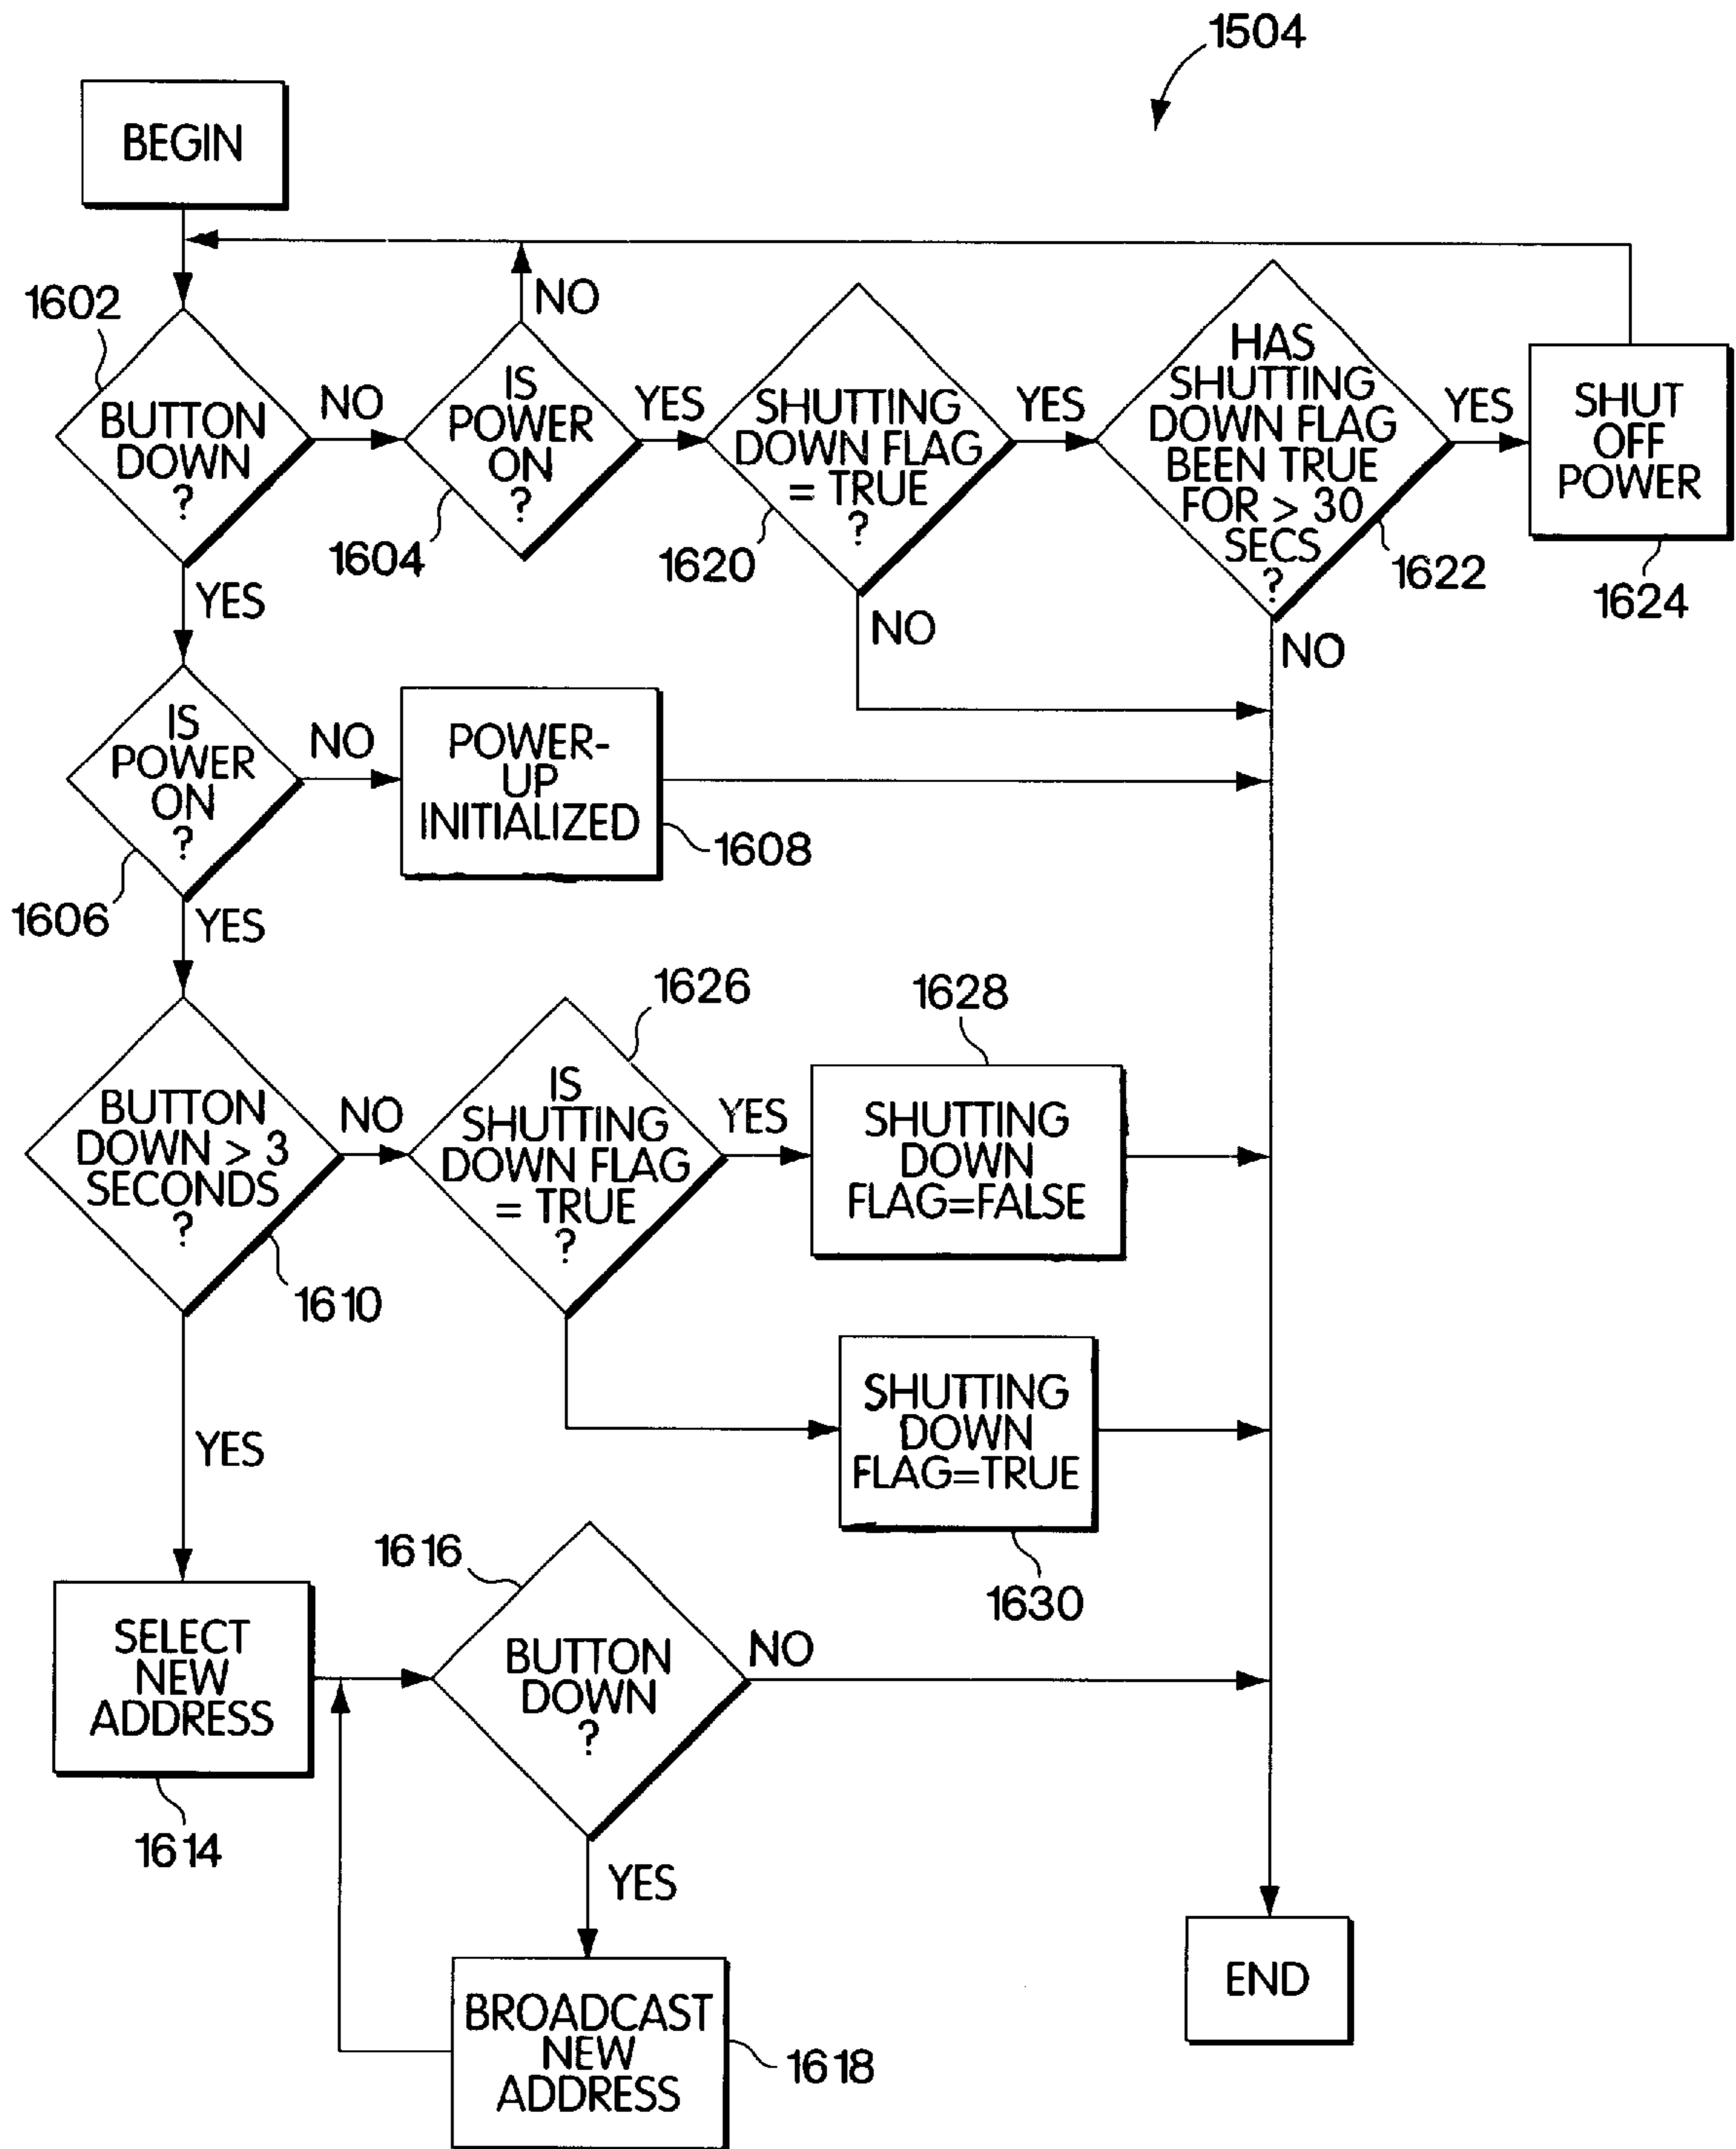 1504
BEGIN
1602
BUTTON
DOWN
?
NO
YES
IS
POWER
ON
?
1604
NO
YES
SHUTTING
DOWN FLAG
= TRUE
?
1620
YES
NO
HAS
SHUTTING
DOWN FLAG
BEEN TRUE
FOR > 30
SECS
?
1622
YES
NO
SHUT
OFF
POWER
1624
IS
POWER
ON
?
1606
NO
YES
POWER-
UP
INITIALIZED
1608
BUTTON
DOWN > 3
SECONDS
?
1610
NO
YES
1626
IS
SHUTTING
DOWN FLAG
= TRUE
?
YES
1628
SHUTTING
DOWN
FLAG=FALSE
SHUTTING
DOWN
FLAG=TRUE
1630
SELECT
NEW
ADDRESS
1614
1616
BUTTON
DOWN
?
NO
YES
BROADCAST
NEW
ADDRESS
1618
END